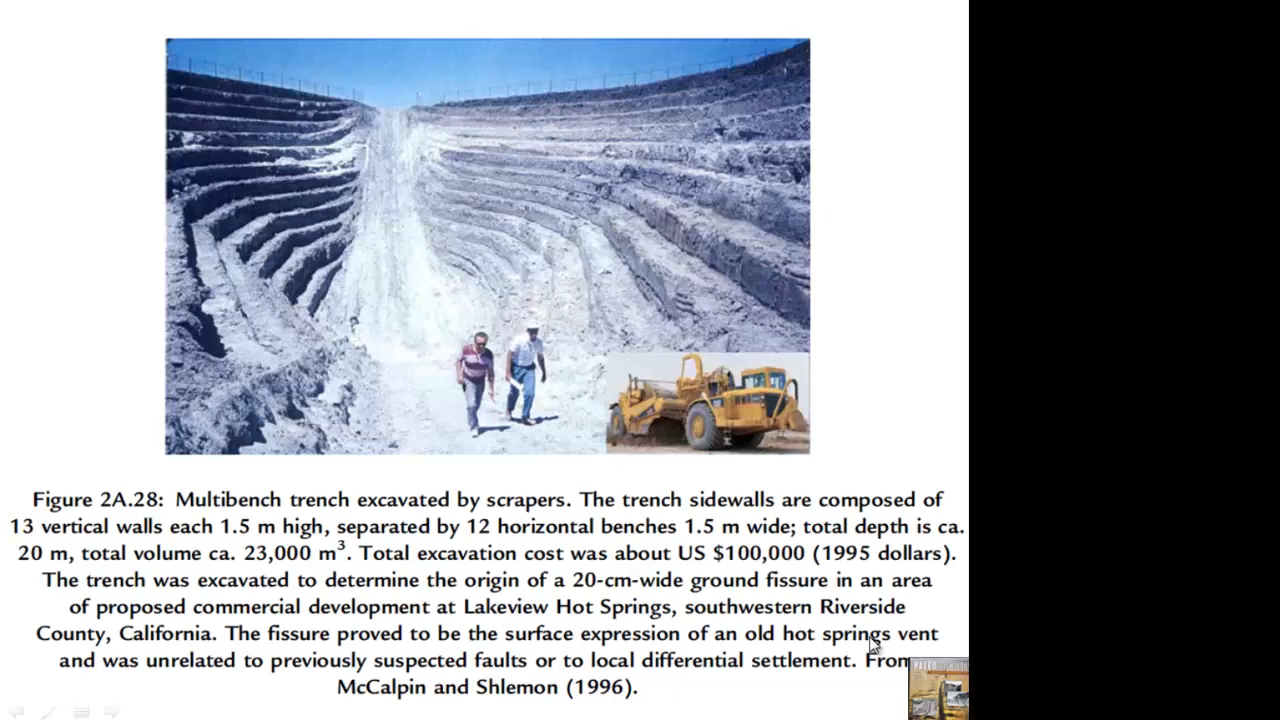 Figure 2A.28: Multibench trench excavated by scrapers. The trench sidewalls are composed of
13 vertical walls each 1.5 m high, separated by 12 horizontal benches 1.5 m wide; total depth is ca.
20 m, total volume ca. 23,000 m³. Total excavation cost was about US $100,000 (1995 dollars).
The trench was excavated to determine the origin of a 20-cm-wide ground fissure in an area
of proposed commercial development at Lakeview Hot Springs, southwestern Riverside
County, California. The fissure proved to be the surface expression of an old hot springs vent
and was unrelated to previously suspected faults or to local differential settlement. From
McCalpin and Shlemon (1996).